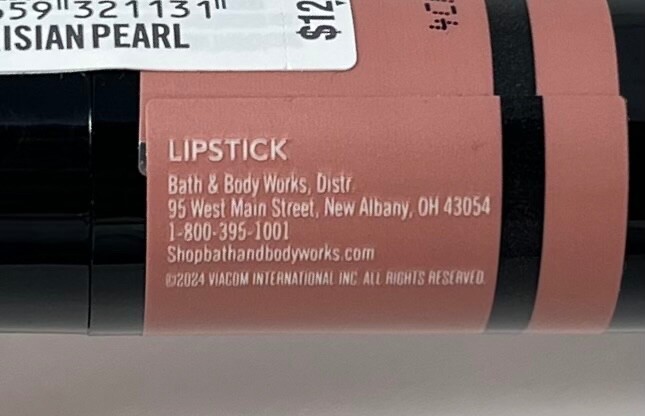 559 321131
ISIAN PEARL
$12
LIPSTICK
Bath & Body Works, Distr.
95 West Main Street, New Albany, OH 43054
1-800-395-1001
Shopbathandbodyworks.com
©2024 VIACOM INTERNATIONAL INC. ALL RIGHTS RESERVED.